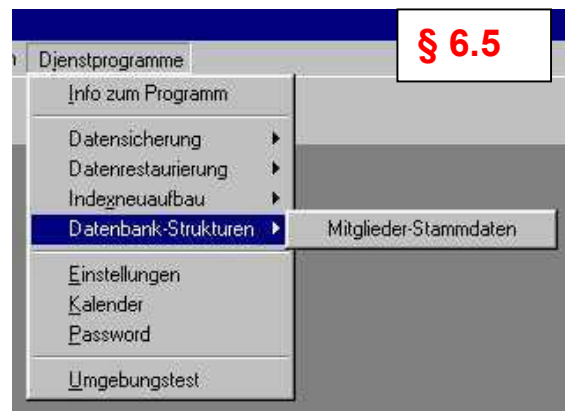 § 6.5
Dienstprogramme
Info zum Programm
Datensicherung
Datenrestaurierung
Indexneuaufbau
Datenbank-Strukturen
Mitglieder-Stammdaten
Einstellungen
Kalender
Password
Umgebungstest